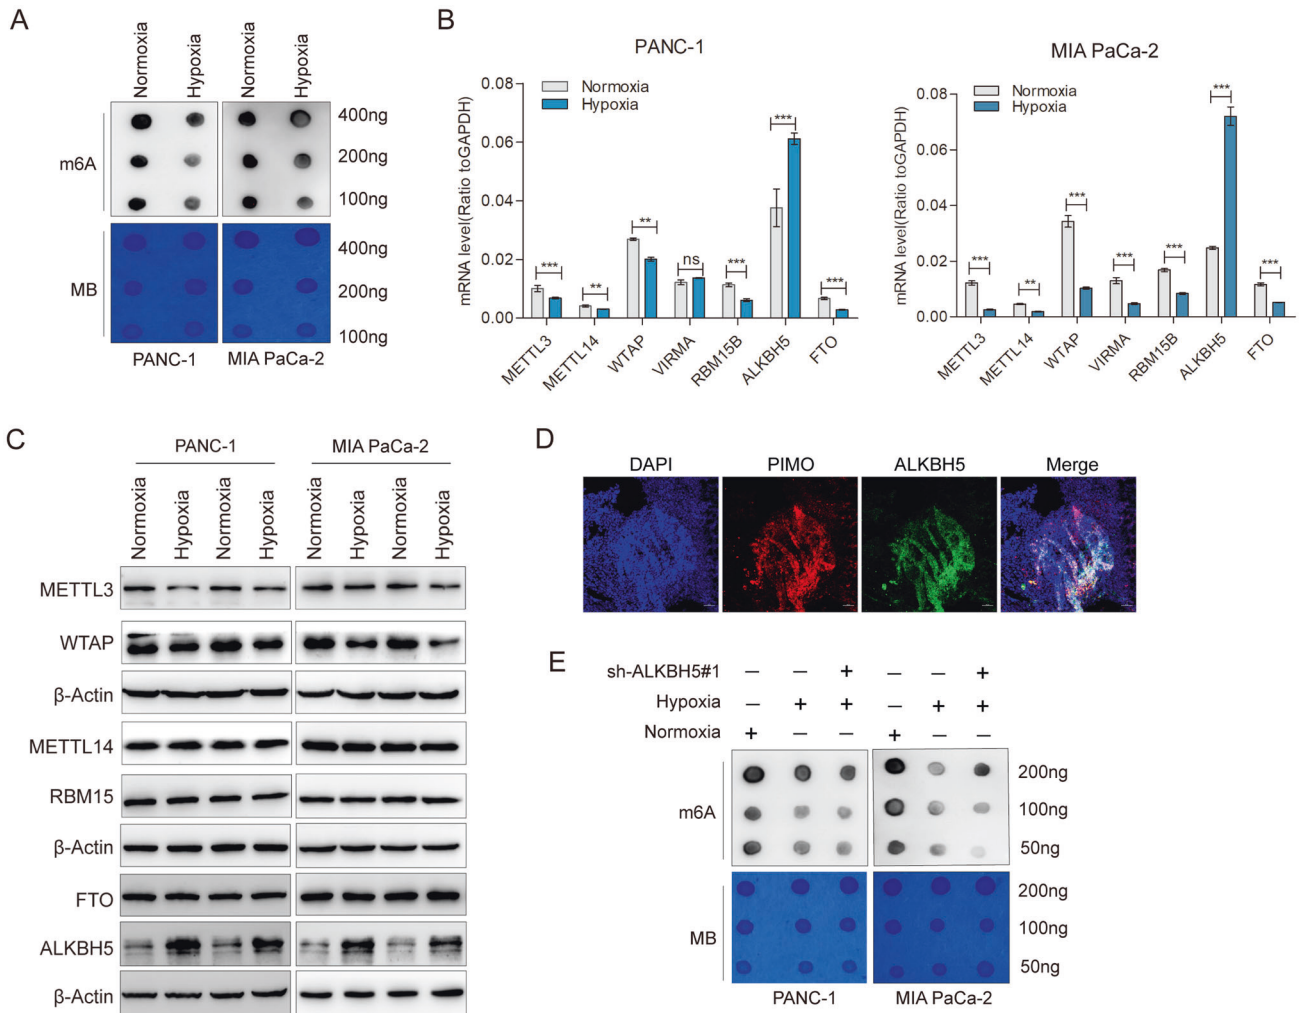 A
Normoxia
Hypoxia
Normoxia
Hypoxia
m6A
400ng
200ng
100ng
MB
400ng
200ng
100ng
PANC-1
MIA PaCa-2
B
PANC-1
Normoxia
Hypoxia
mRNA level(Ratio toGAPDH)
0.08
0.06
0.04
0.02
0.00
***
**
**
ns
***
***
***
METTL3
METTL14
WTAP
VIRMA
RBM15B
ALKBH5
FTO
MIA PaCa-2
Normoxia
Hypoxia
mRNA level(Ratio toGAPDH)
0.08
0.06
0.04
0.02
0.00
***
**
***
***
***
***
***
METTL3
METTL14
WTAP
VIRMA
RBM15B
ALKBH5
FTO
C
PANC-1
MIA PaCa-2
Normoxia
Hypoxia
Normoxia
Hypoxia
Normoxia
Hypoxia
Normoxia
Hypoxia
METTL3
WTAP
β-Actin
METTL14
RBM15
β-Actin
FTO
ALKBH5
β-Actin
D
DAPI
PIMO
ALKBH5
Merge
E
sh-ALKBH5#1 — — + — — +
Hypoxia — + + — + +
Normoxia + — — + — —
m6A
200ng
100ng
50ng
MB
200ng
100ng
50ng
PANC-1
MIA PaCa-2